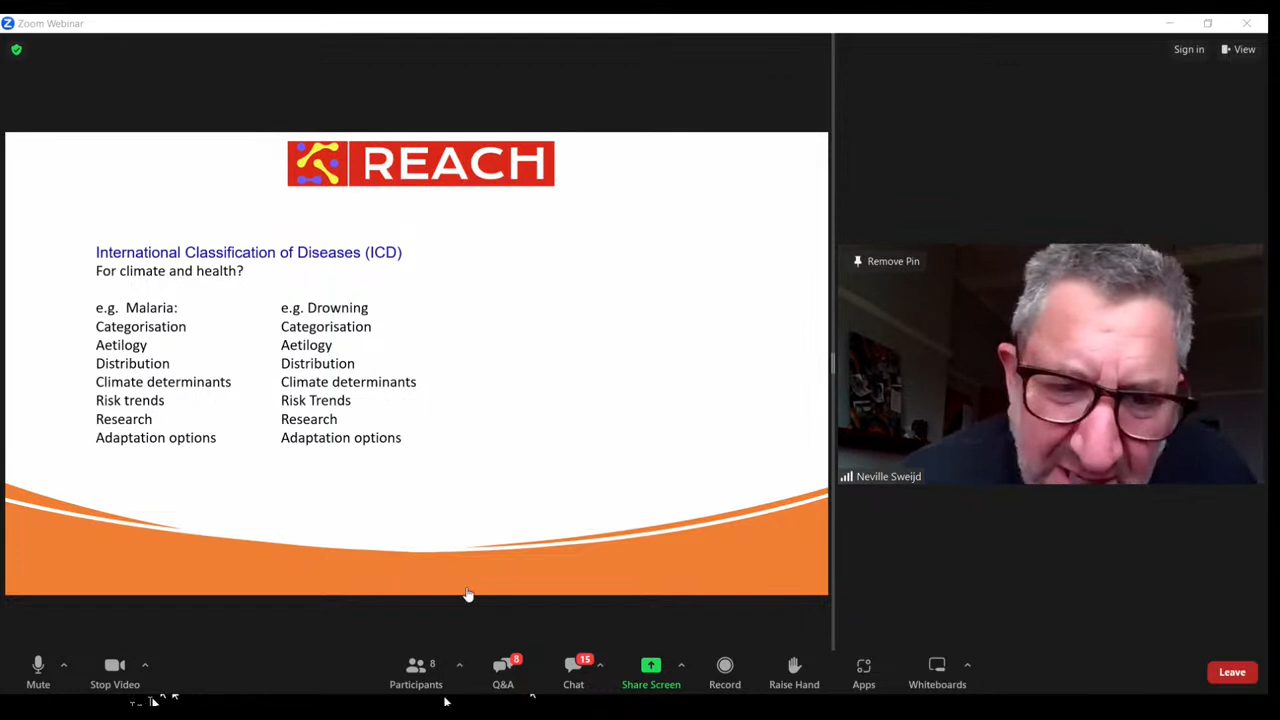 Zoom Webinar
Sign in
View
REACH
International Classification of Diseases (ICD)
For climate and health?
e.g. Malaria:
Categorisation
Aetilogy
Distribution
Climate determinants
Risk trends
Research
Adaptation options
e.g. Drowning
Categorisation
Aetilogy
Distribution
Climate determinants
Risk Trends
Research
Adaptation options
Remove Pin
Neville Sweijd
Mute
Stop Video
8
Participants
8
Q&A
15
Chat
Share Screen
Record
Raise Hand
Apps
Whiteboards
Leave